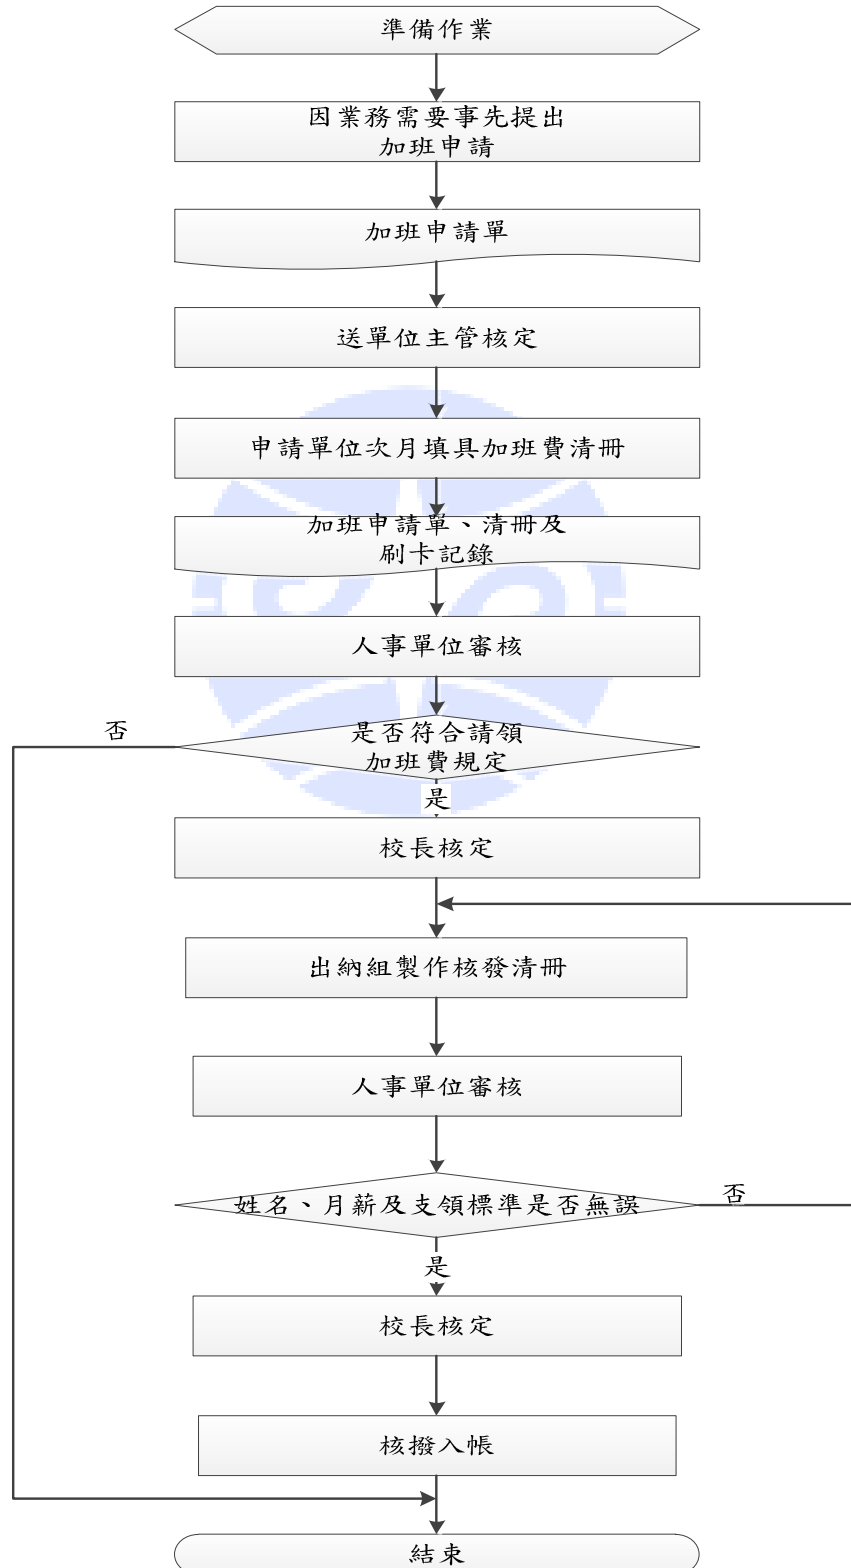 準備作業
因業務需要事先提出
加班申請
加班申請單
送單位主管核定
申請單位次月填具加班費清冊
加班申請單、清冊及
刷卡記錄
人事單位審核
否
是否符合請領
加班費規定
是
校長核定
出納組製作核發清冊
人事單位審核
姓名、月薪及支領標準是否無誤
否
是
校長核定
核撥入帳
結束